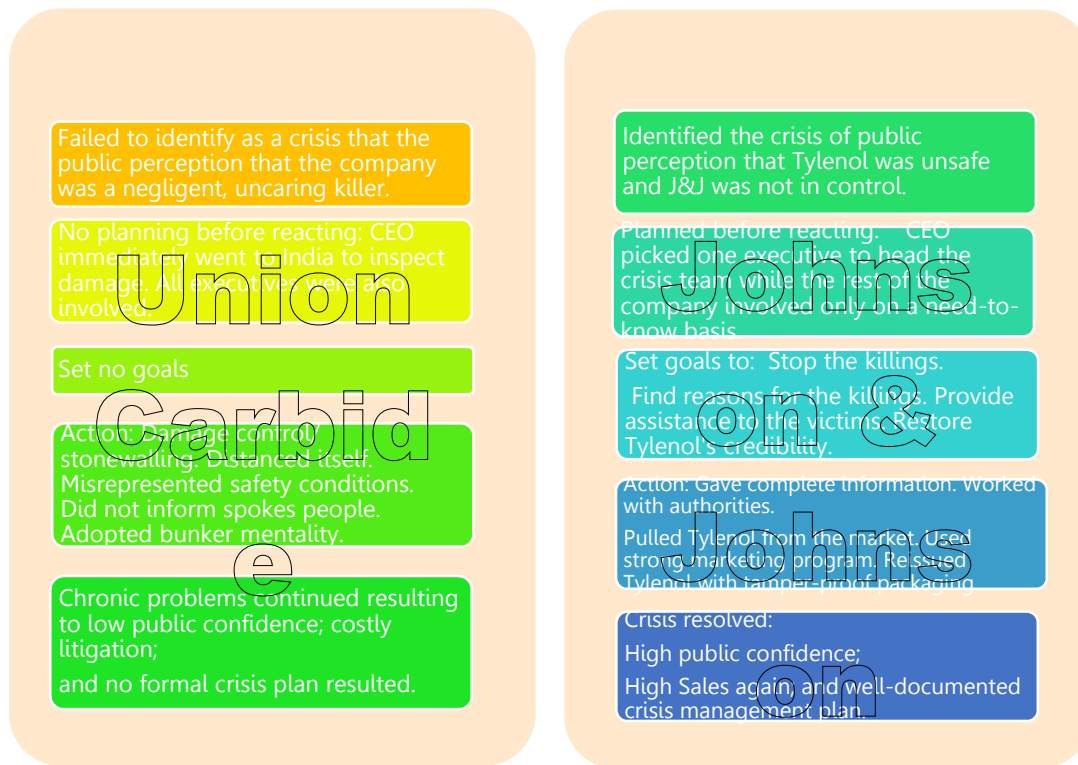 Union
Carbid
e
Failed to identify as a crisis that the
public perception that the company
was a negligent, uncaring killer.
No planning before reacting: CEO
immediately went to India to inspect
damage. All executives were also
involved.
Set no goals
Action: Damage control/
stonewalling. Distanced itself.
Misrepresented safety conditions.
Did not inform spokes people.
Adopted bunker mentality.
Chronic problems continued resulting
to low public confidence; costly
litigation;
and no formal crisis plan resulted.
Johns
on &
Johns
on
Identified the crisis of public
perception that Tylenol was unsafe
and J&J was not in control.
Planned before reacting: CEO
picked one executive to head the
crisis team while the rest of the
company involved only on a need-to-
know basis.
Set goals to: Stop the killings.
Find reasons for the killings. Provide
assistance to the victims. Restore
Tylenol's credibility.
Action: Gave complete information. Worked
with authorities.
Pulled Tylenol from the market. Used
strong marketing program. Reissued
Tylenol with tamper-proof packaging
Crisis resolved:
High public confidence;
High Sales again; and well-documented
crisis management plan.